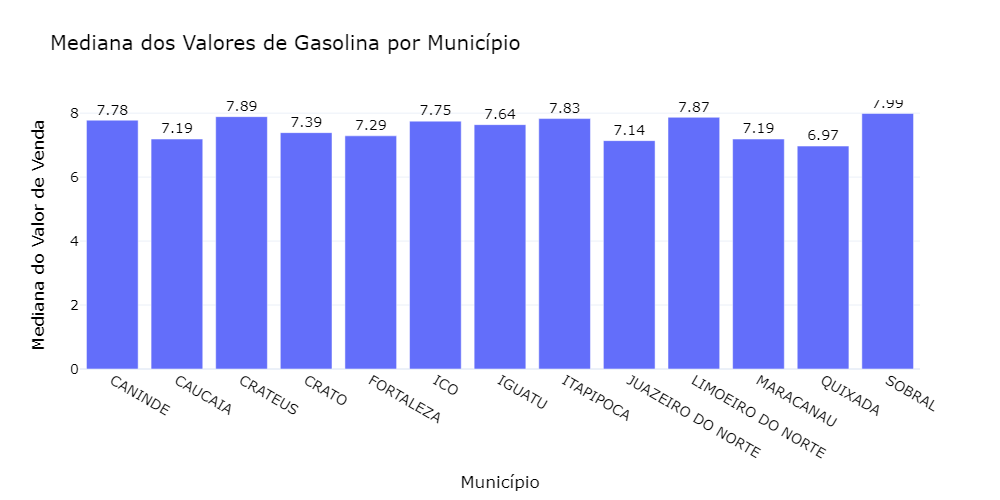 Mediana dos Valores de Gasolina por Município
Mediana do Valor de Venda
8
6
4
2
0
7.78
7.19
7.89
7.39
7.29
7.75
7.64
7.83
7.14
7.87
7.19
6.97
7.99
CANINDE
CAUCAIA
CRATEUS
CRATO
FORTALEZA
ICO
IGUATU
ITAPIPOCA
JUAZEIRO DO NORTE
LIMOEIRO DO NORTE
MARACANAU
QUIXADA
SOBRAL
Município